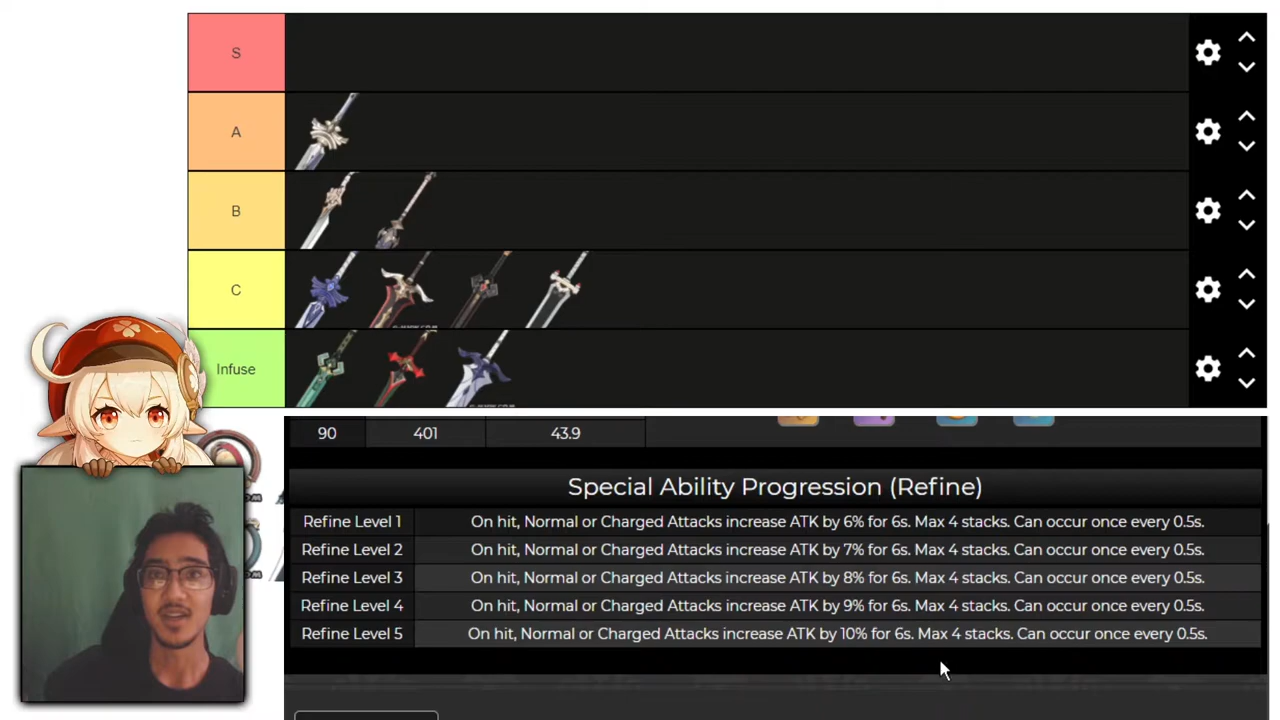 S
A
B
C
Infuse
90 401 43.9
Special Ability Progression (Refine)
Refine Level 1 On hit, Normal or Charged Attacks increase ATK by 6% for 6s. Max 4 stacks. Can occur once every 0.5s.
Refine Level 2 On hit, Normal or Charged Attacks increase ATK by 7% for 6s. Max 4 stacks. Can occur once every 0.5s.
Refine Level 3 On hit, Normal or Charged Attacks increase ATK by 8% for 6s. Max 4 stacks. Can occur once every 0.5s.
Refine Level 4 On hit, Normal or Charged Attacks increase ATK by 9% for 6s. Max 4 stacks. Can occur once every 0.5s.
Refine Level 5 On hit, Normal or Charged Attacks increase ATK by 10% for 6s. Max 4 stacks. Can occur once every 0.5s.